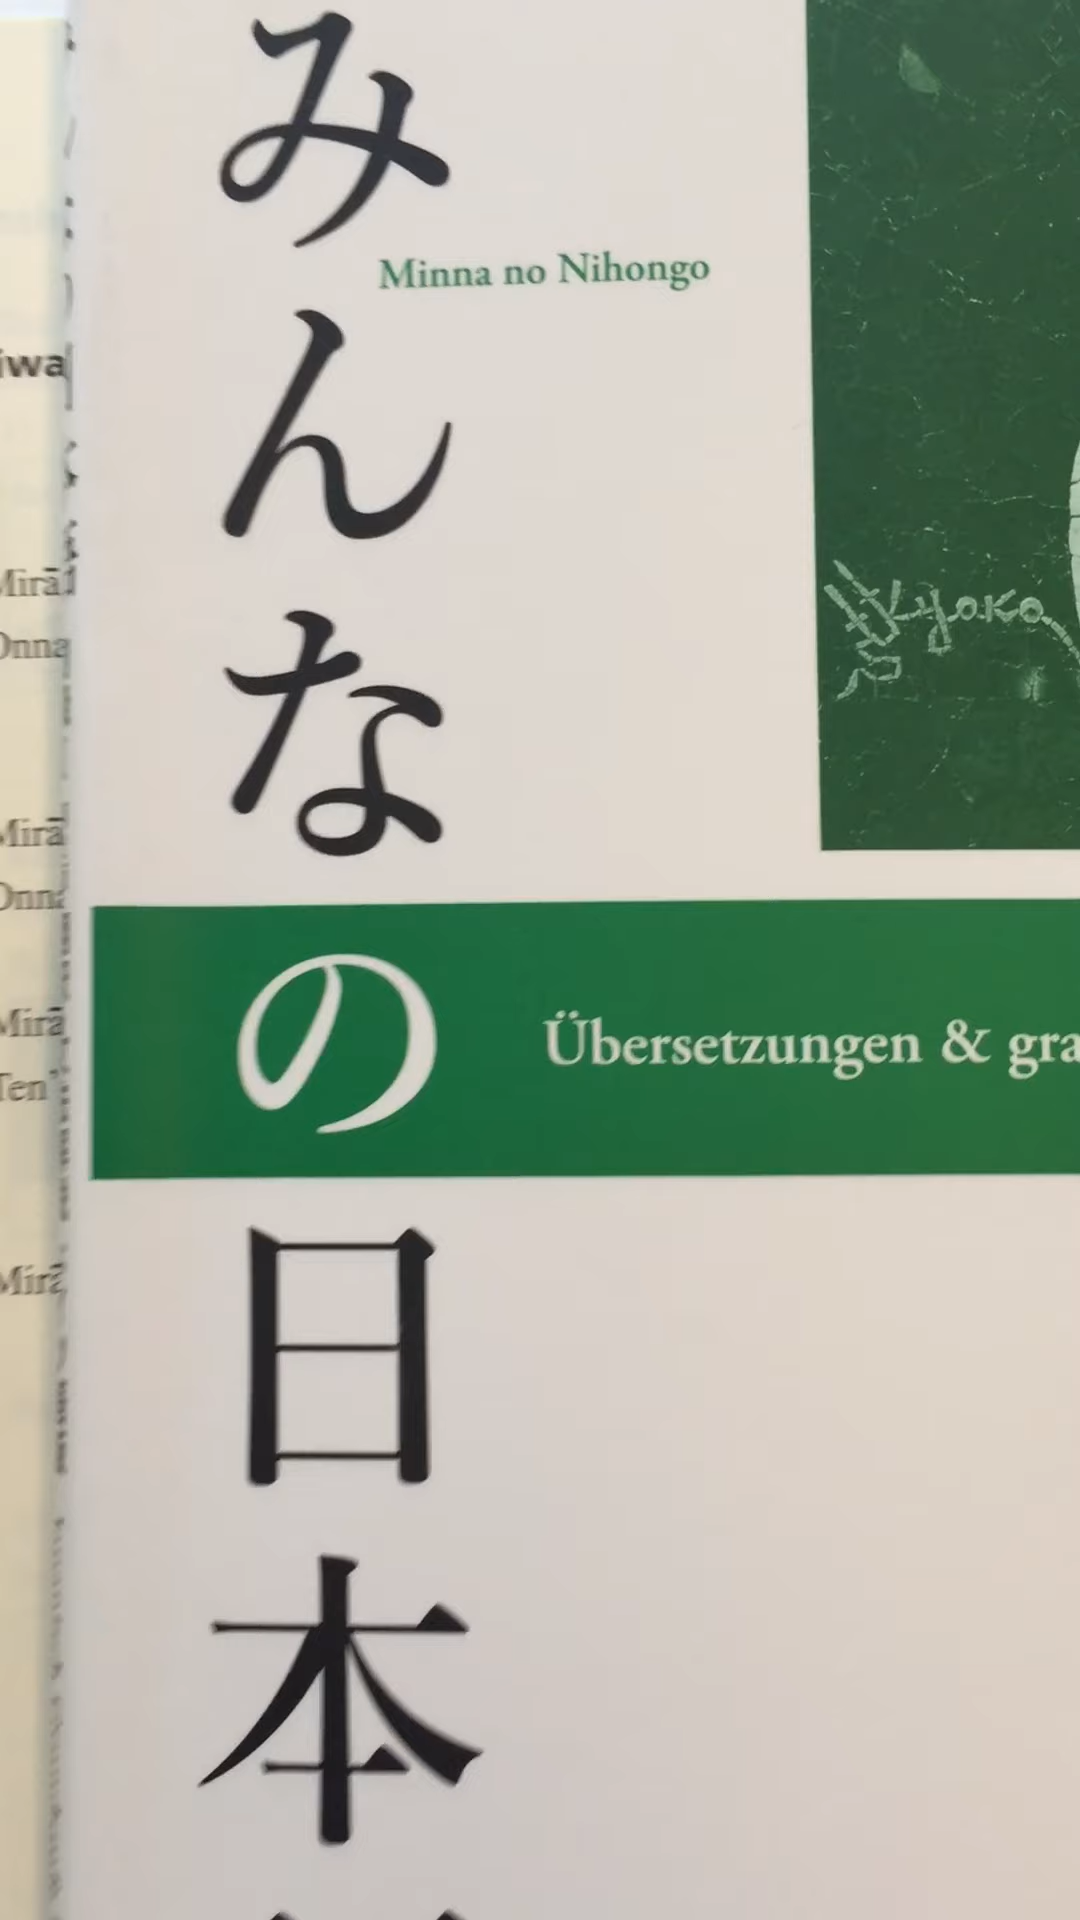 みんなの日本
Minna no Nihongo
kyoko
Übersetzungen & gra
iwa
Mirā
Onna
Mirā
Onna
Mirā
Ten'
Mirā